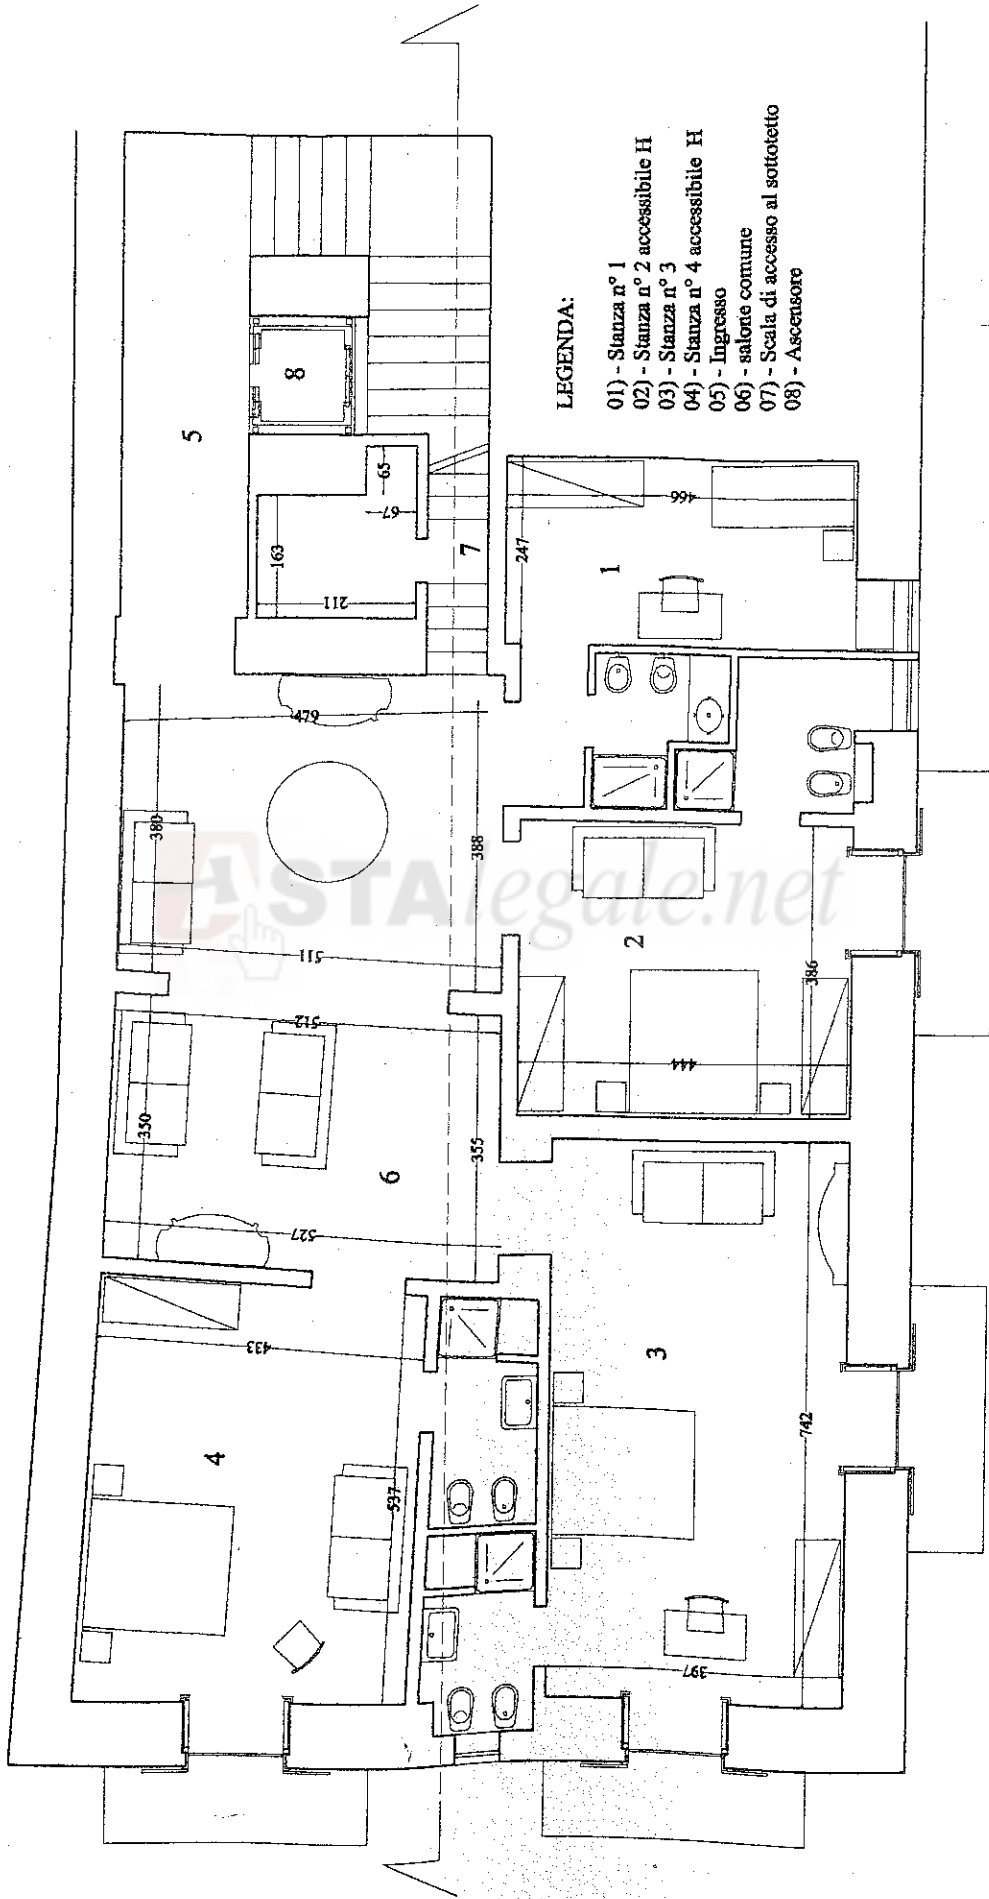 LEGENDA:
01) - Stanza n° 1
02) - Stanza n° 2 accessibile H
03) - Stanza n° 3
04) - Stanza n° 4 accessibile H
05) - Ingresso
06) - salone comune
07) - Scala di accesso al sottotetto
08) - Ascensore
5
8
65
67
163
211
7
247
466
1
479
380
388
511
2
386
444
512
350
355
6
527
433
4
537
3
742
397
ASTAlegale.net